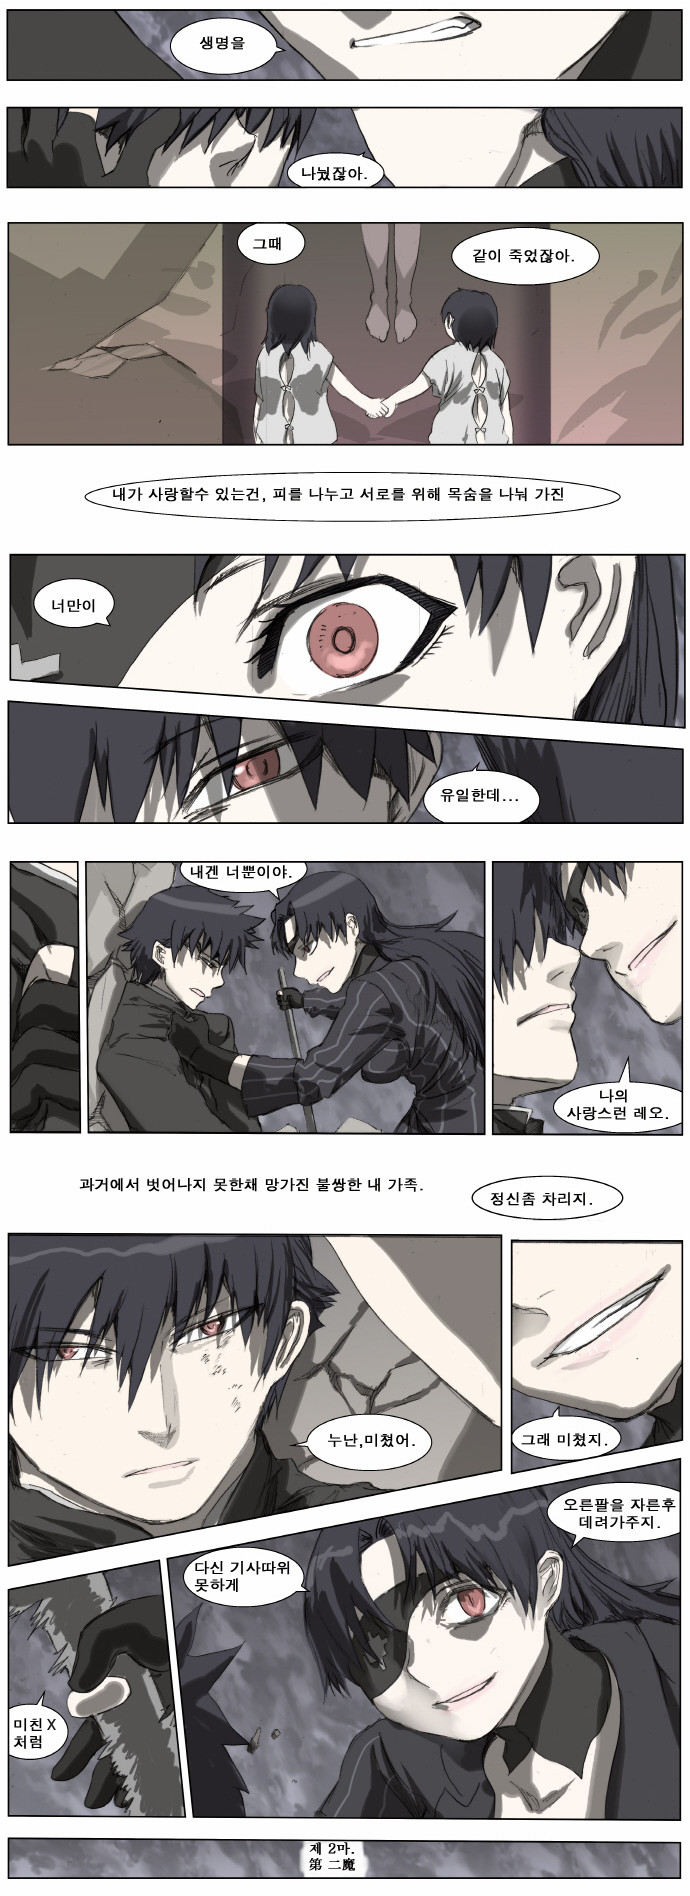 생명을
나눴잖아.
그때
같이 죽었잖아.
내가 사랑할수 있는건, 피를 나누고 서로를 위해 목숨을 나눠 가진
너만이
유일한데...
내겐 너뿐이야.
나의
사랑스런 레오.
과거에서 벗어나지 못한채 망가진 불쌍한 내 가족.
정신좀 차리지.
누난,미쳤어.
그래 미쳤지.
오른팔을 자른후
데려가주지.
다신 기사따위
못하게
미친X
처럼
제 2마.
第 二魔